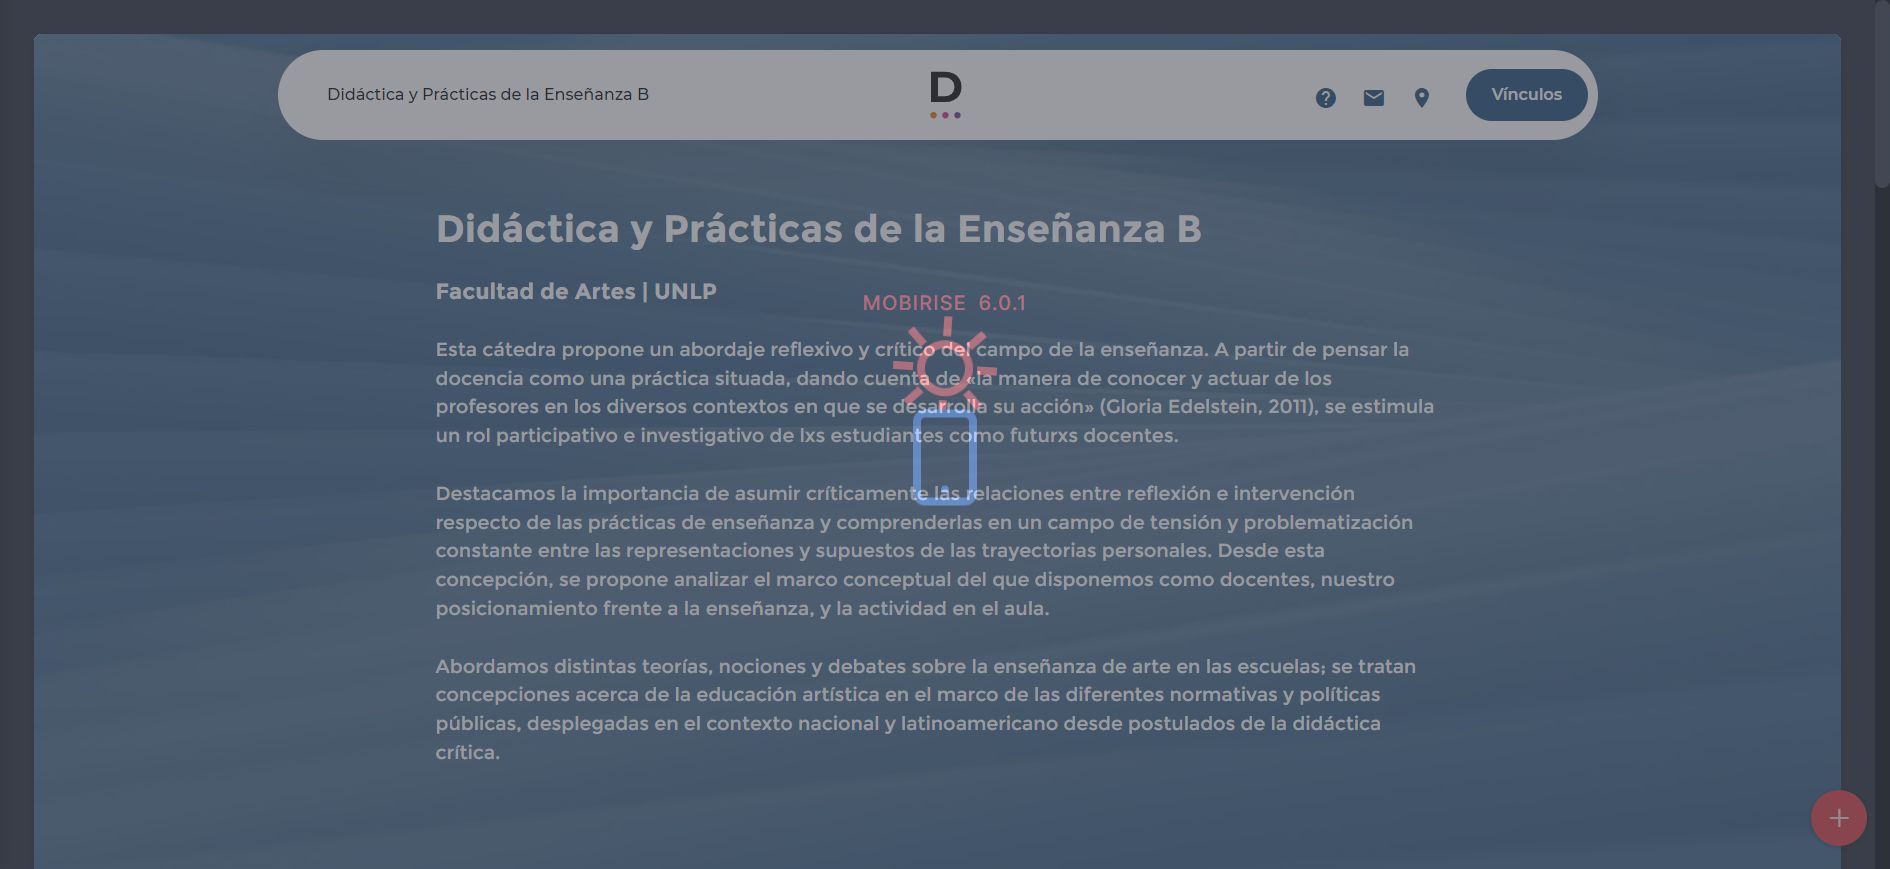 Didáctica y Prácticas de la Enseñanza B
D
Vínculos
Didáctica y Prácticas de la Enseñanza B
Facultad de Artes | UNLP
MOBIRISE 6.0.1
Esta cátedra propone un abordaje reflexivo y crítico del campo de la enseñanza. A partir de pensar la
docencia como una práctica situada, dando cuenta de «la manera de conocer y actuar de los
profesores en los diversos contextos en que se desarrolla su acción» (Gloria Edelstein, 2011), se estimula
un rol participativo e investigativo de lxs estudiantes como futurxs docentes.
Destacamos la importancia de asumir críticamente las relaciones entre reflexión e intervención
respecto de las prácticas de enseñanza y comprenderlas en un campo de tensión y problematización
constante entre las representaciones y supuestos de las trayectorias personales. Desde esta
concepción, se propone analizar el marco conceptual del que disponemos como docentes, nuestro
posicionamiento frente a la enseñanza, y la actividad en el aula.
Abordamos distintas teorías, nociones y debates sobre la enseñanza de arte en las escuelas; se tratan
concepciones acerca de la educación artística en el marco de las diferentes normativas y políticas
públicas, desplegadas en el contexto nacional y latinoamericano desde postulados de la didáctica
crítica.